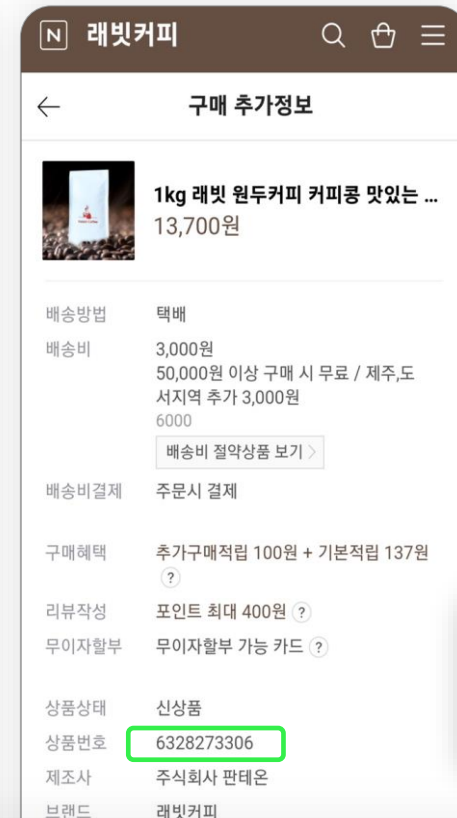 N 래빗커피
구매 추가정보
1kg 래빗 원두커피 커피콩 맛있는 ...
13,700원
배송방법 택배
배송비 3,000원
50,000원 이상 구매 시 무료 / 제주,도
서지역 추가 3,000원
6000
배송비 절약상품 보기 >
배송비결제 주문시 결제
구매혜택 추가구매적립 100원 + 기본적립 137원
?
리뷰작성 포인트 최대 400원 ?
무이자할부 무이자할부 가능 카드 ?
상품상태 신상품
상품번호 6328273306
제조사 주식회사 판테온
브랜드 래빗커피